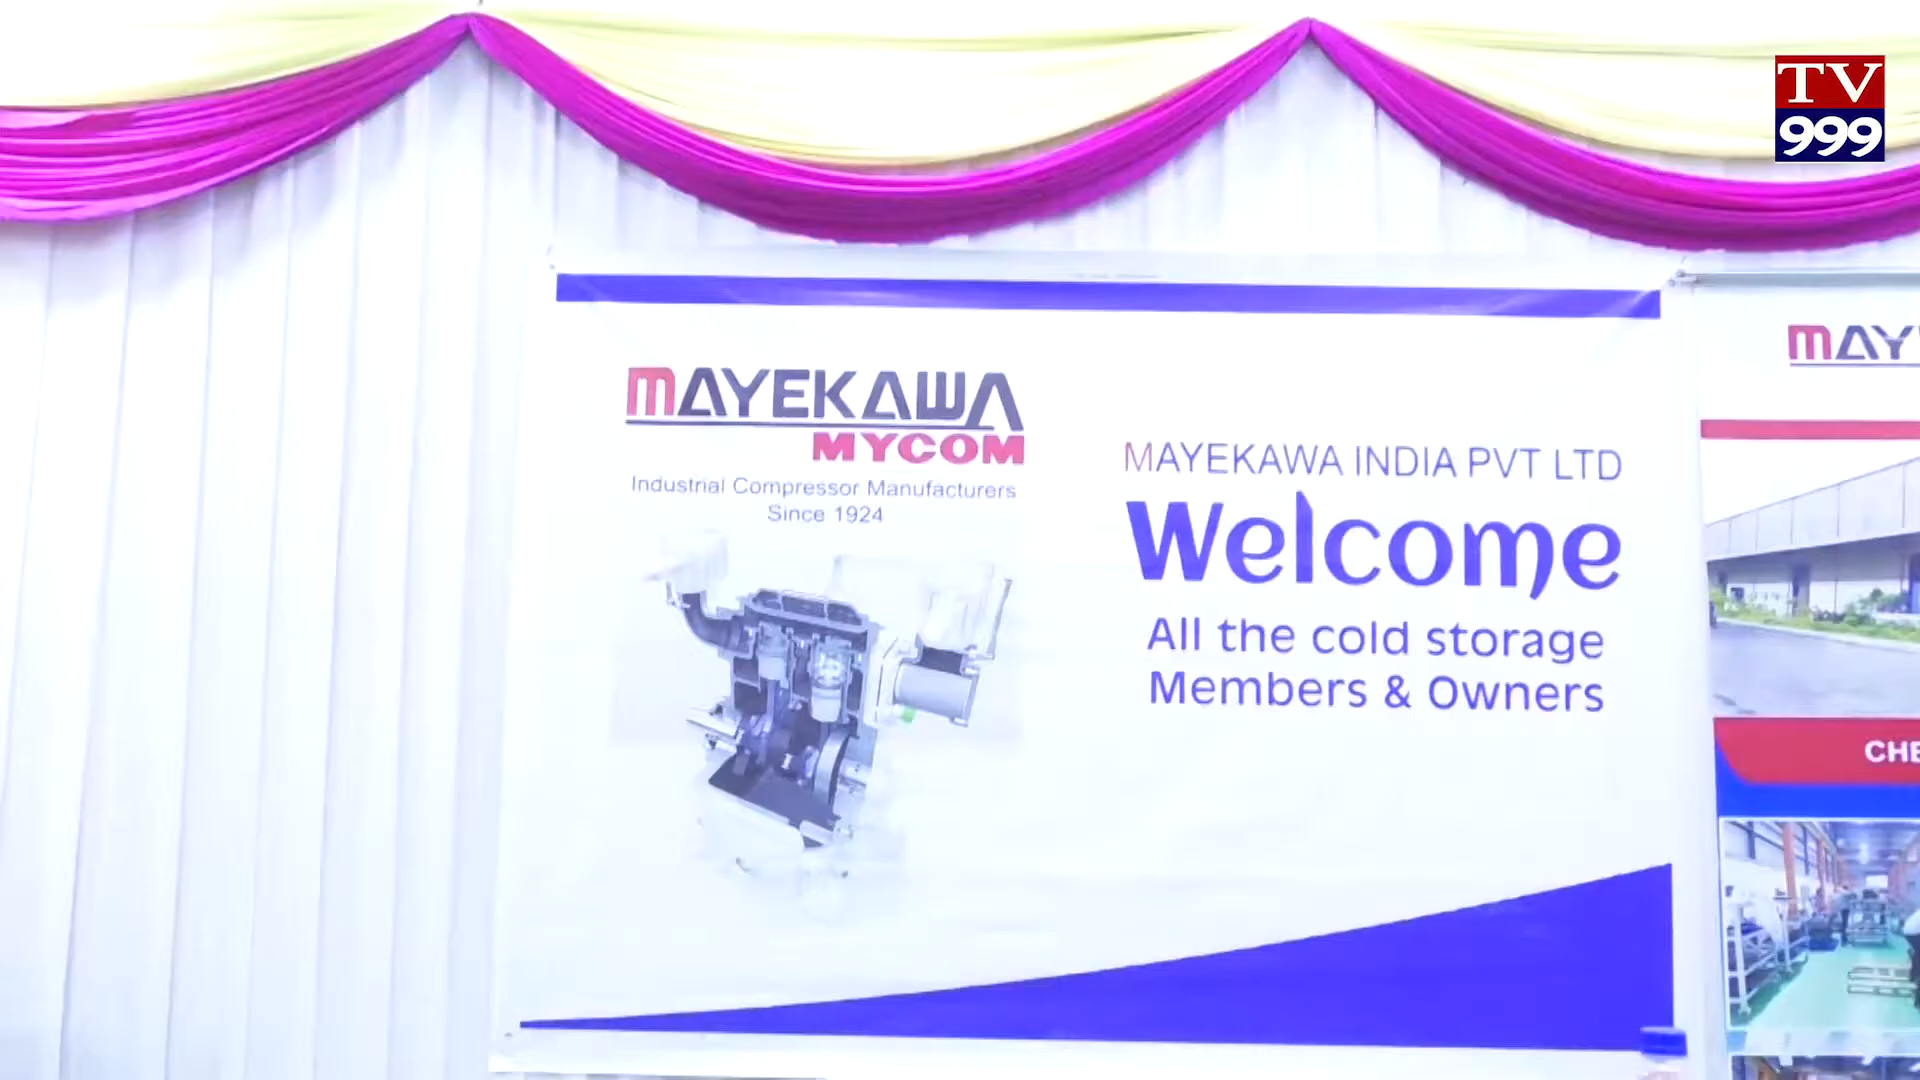 TV
999
MAYEKAWA
MYCOM
Industrial Compressor Manufacturers
Since 1924
MAYEKAWA INDIA PVT LTD
Welcome
All the cold storage
Members & Owners